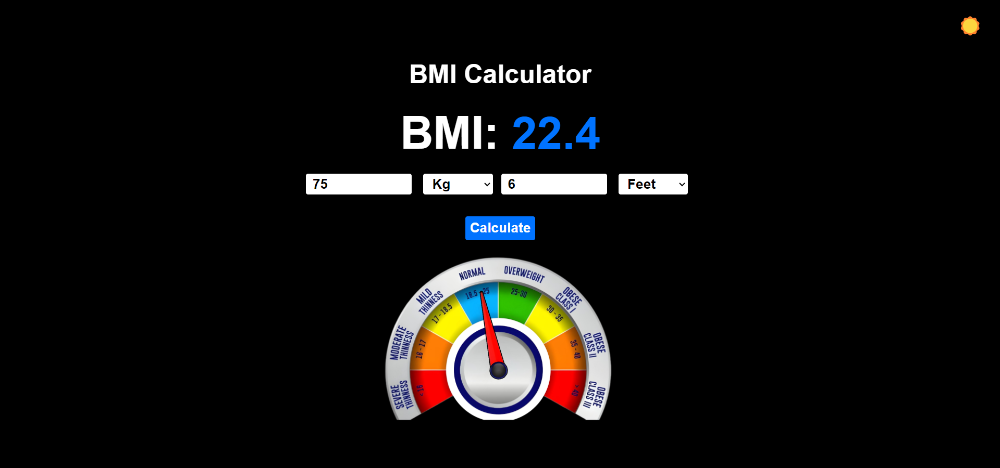 BMI Calculator
BMI: 22.4
75 Kg 6 Feet
Calculate
SEVERE
THINNESS
< 16
MODERATE
THINNESS
16 - 17
MILD
THINNESS
17 - 18.5
NORMAL
18.5 - 25
OVERWEIGHT
25-30
OBESE
CLASS I
30 - 35
OBESE
CLASS II
35 - 40
OBESE
CLASS III
> 40